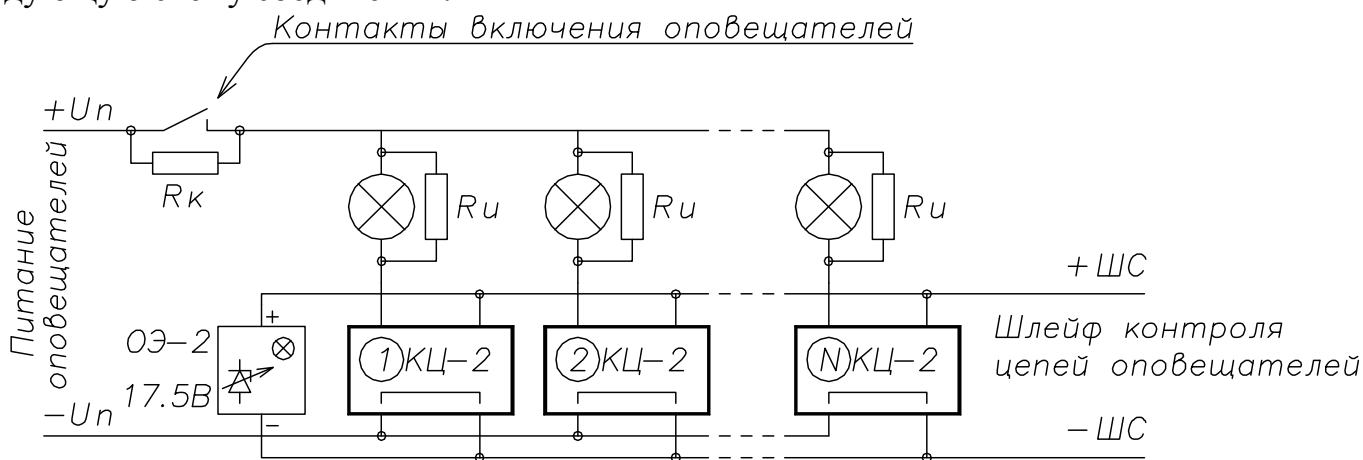 Контакты включения оповещателей
+Uп
Питание
оповещателей
Rк
Rи
Rи
Rи
+ШС
ОЭ-2
+
17.5В
-
1 КЦ-2
2 КЦ-2
N КЦ-2
Шлейф контроля
цепей оповещателей
-Uп
-ШС